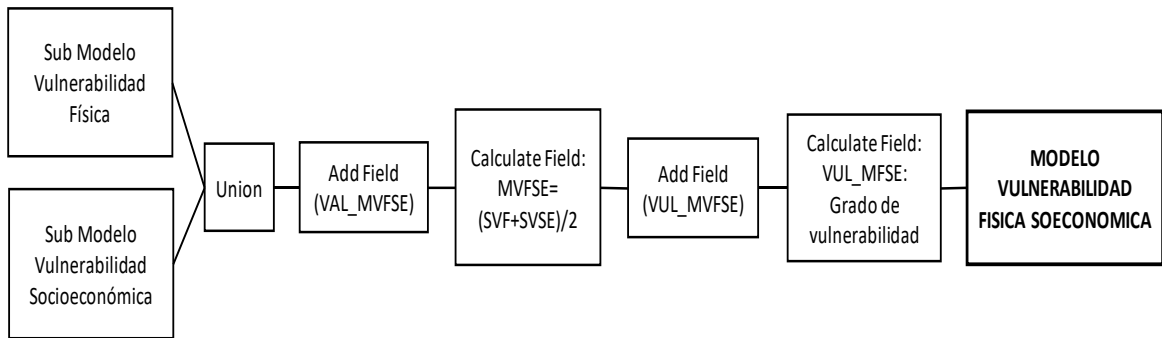 Sub Modelo
Vulnerabilidad
Física
Sub Modelo
Vulnerabilidad
Socioeconómica
Union
Add Field
(VAL_MVFSE)
Calculate Field:
MVFSE=
(SVF+SVSE)/2
Add Field
(VUL_MVFSE)
Calculate Field:
VUL_MFSE:
Grado de
vulnerabilidad
MODELO
VULNERABILIDAD
FISICA SOECONOMICA